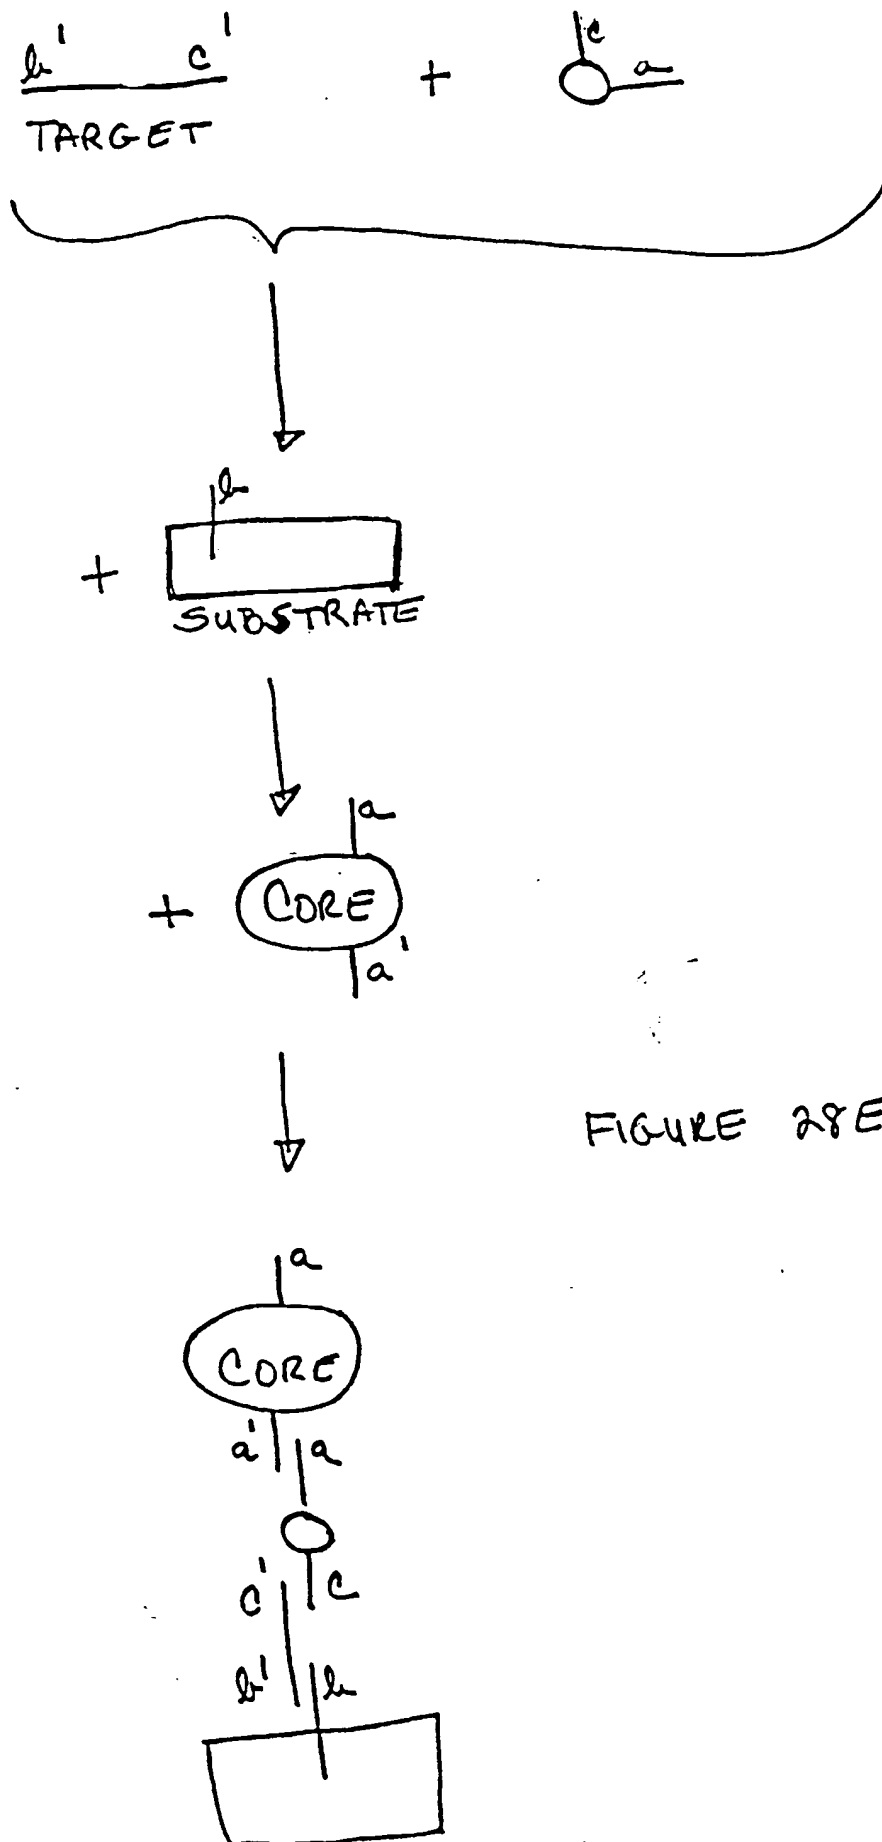 b' c' + c a
TARGET
b
+
SUBSTRATE
a
+ CORE
a'
FIGURE 28E
a
CORE
a' a
c' c
b' b